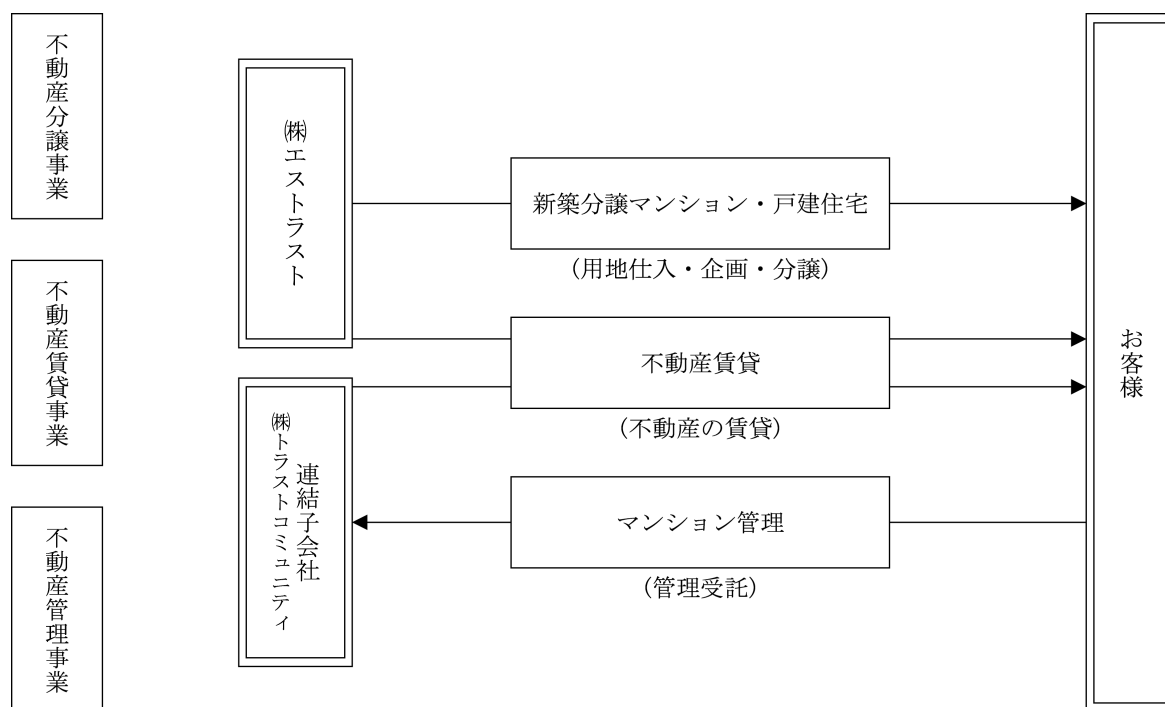 不動産分譲事業
不動産賃貸事業
不動産管理事業
㈱エストラスト
連結子会社
㈱トラストコミュニティ
新築分譲マンション・戸建住宅
（用地仕入・企画・分譲）
不動産賃貸
（不動産の賃貸）
マンション管理
（管理受託）
お客様